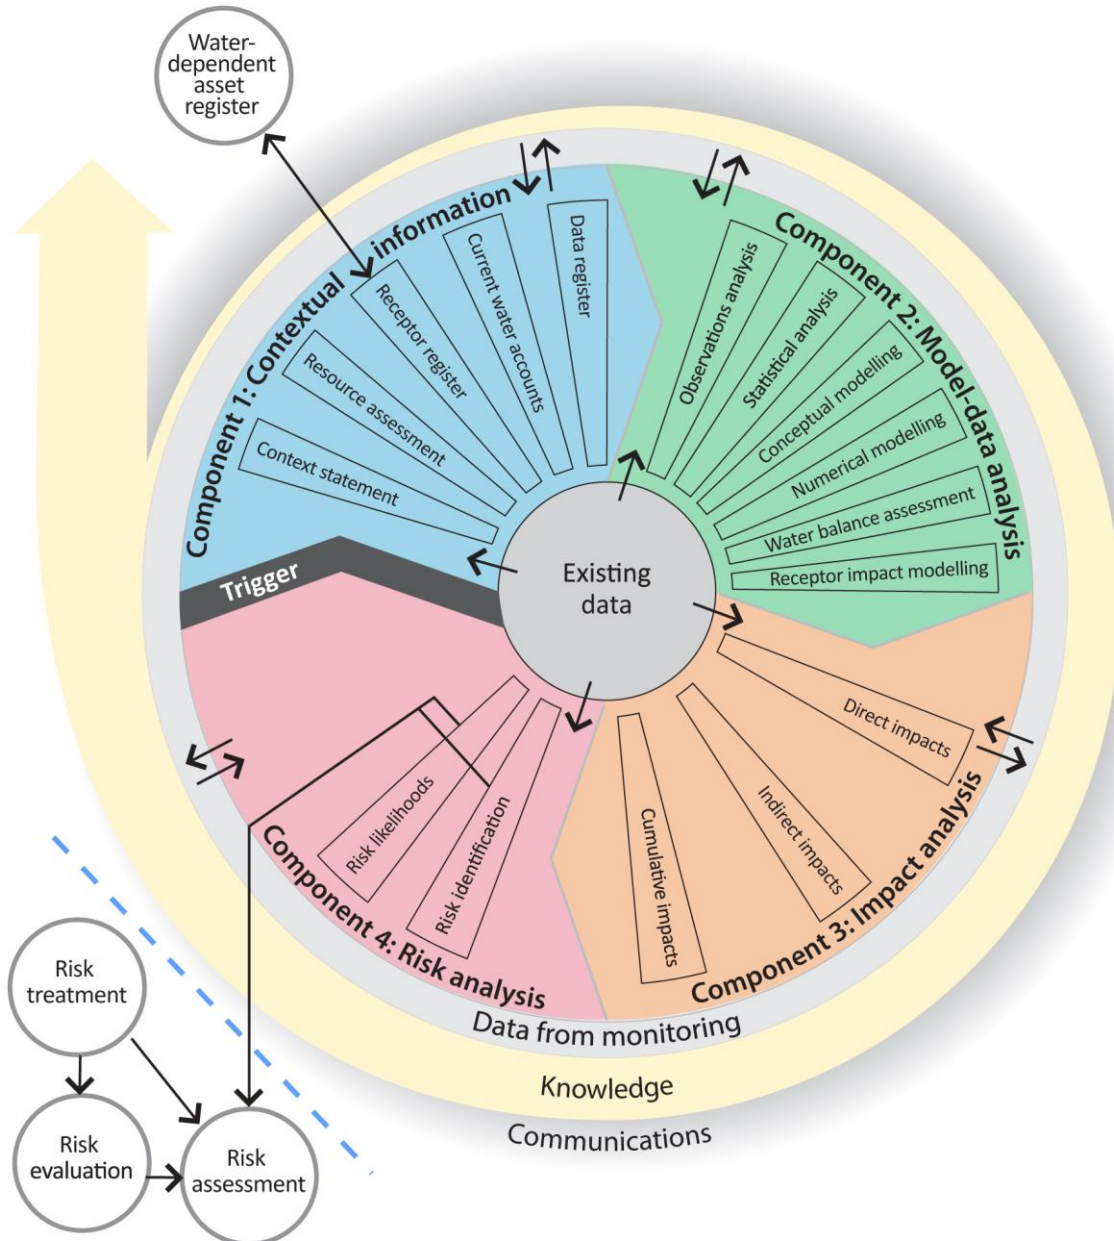 Water-
dependent
asset
register
Component 1: Contextual information
Context statement
Resource assessment
Receptor register
Current water accounts
Data register
Component 2: Model-data analysis
Observations analysis
Statistical analysis
Conceptual modelling
Numerical modelling
Water balance assessment
Receptor impact modelling
Trigger
Existing
data
Direct impacts
Indirect impacts
Cumulative impacts
Component 3: Impact analysis
Risk likelihoods
Risk identification
Component 4: Risk analysis
Data from monitoring
Knowledge
Communications
Risk
treatment
Risk
evaluation
Risk
assessment